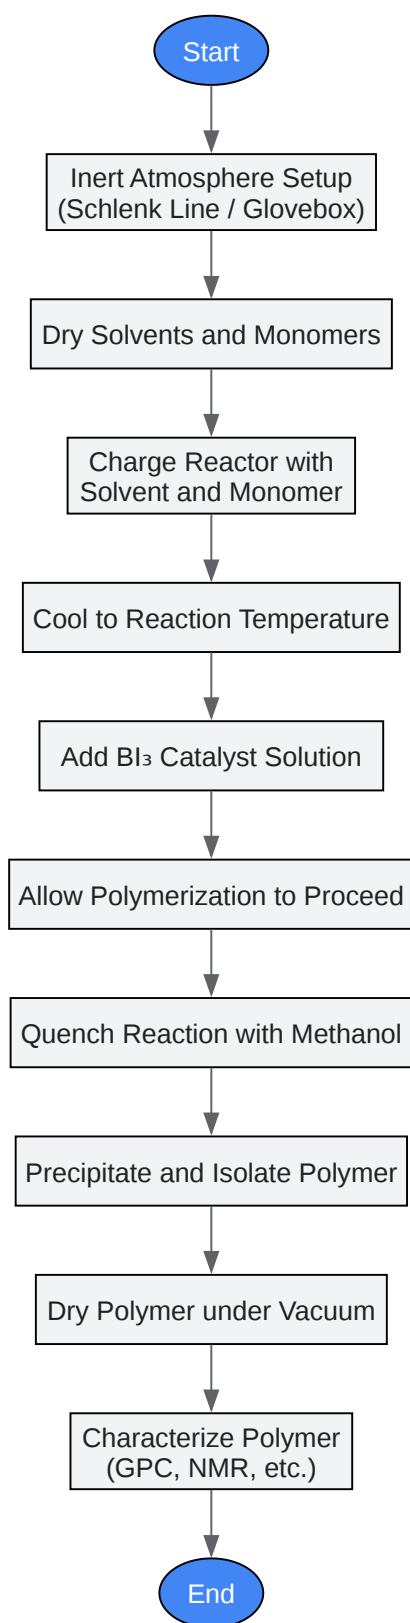 Start
Inert Atmosphere Setup
(Schlenk Line / Glovebox)
Dry Solvents and Monomers
Charge Reactor with
Solvent and Monomer
Cool to Reaction Temperature
Add BI₃ Catalyst Solution
Allow Polymerization to Proceed
Quench Reaction with Methanol
Precipitate and Isolate Polymer
Dry Polymer under Vacuum
Characterize Polymer
(GPC, NMR, etc.)
End